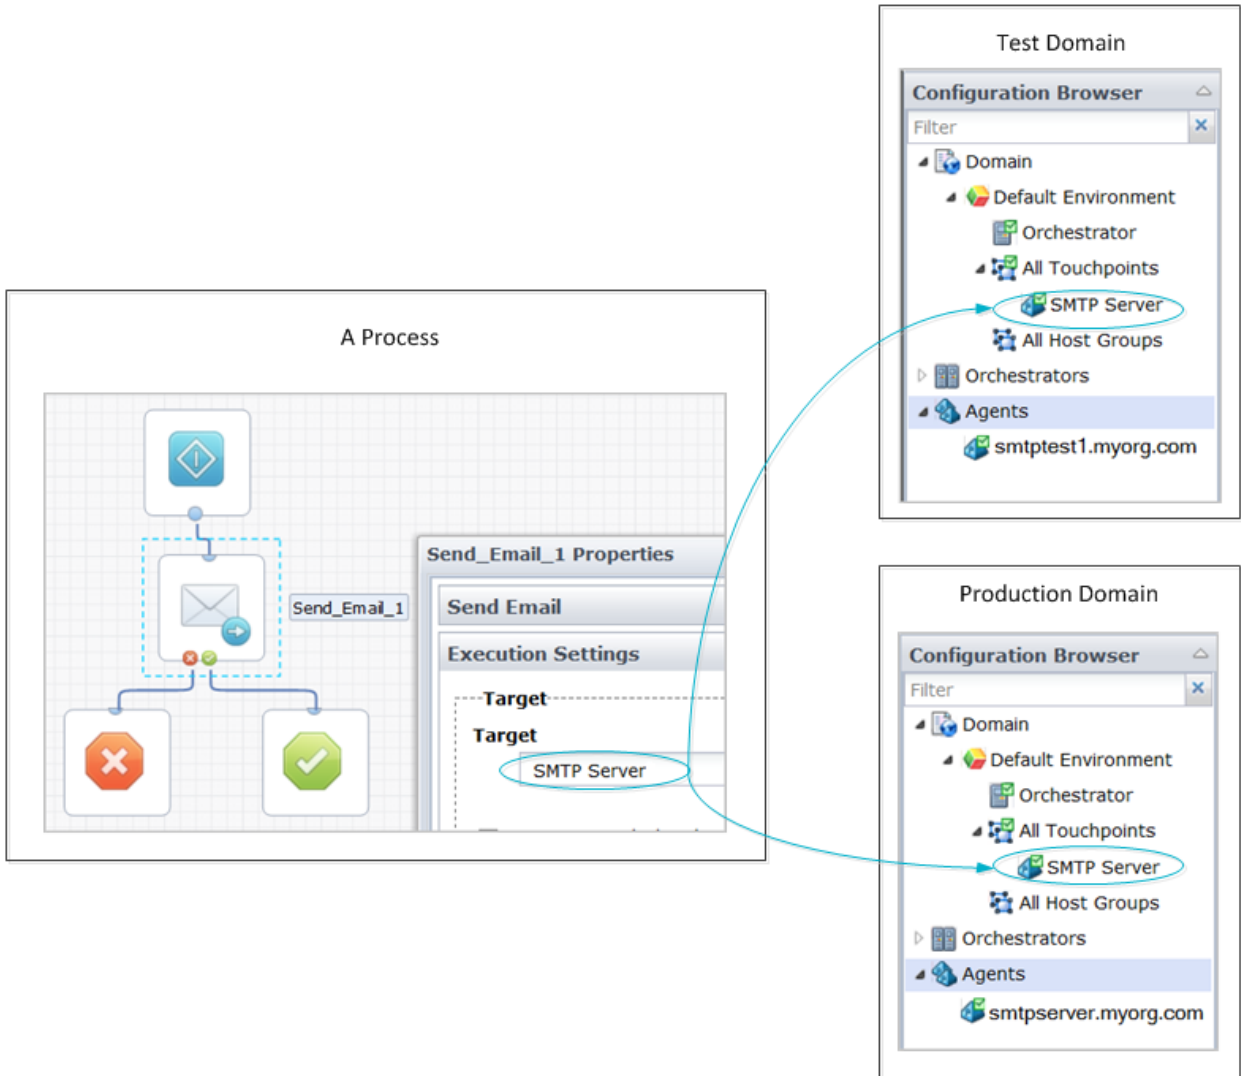 A Process
Send_Email_1
Send_Email_1 Properties
Send Email
Execution Settings
Target
Target
SMTP Server
Test Domain
Configuration Browser
Filter
Domain
Default Environment
Orchestrator
All Touchpoints
SMTP Server
All Host Groups
Orchestrators
Agents
smtptest1.myorg.com
Production Domain
Configuration Browser
Filter
Domain
Default Environment
Orchestrator
All Touchpoints
SMTP Server
All Host Groups
Orchestrators
Agents
smtpserver.myorg.com